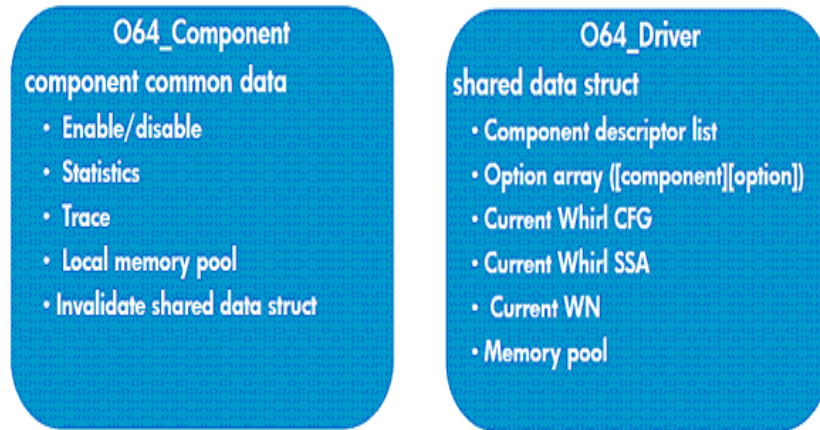 O64_Component
component common data
• Enable/disable
• Statistics
• Trace
• Local memory pool
• Invalidate shared data struct
O64_Driver
shared data struct
• Component descriptor list
• Option array ([component][option])
• Current Whirl CFG
• Current Whirl SSA
• Current WN
• Memory pool